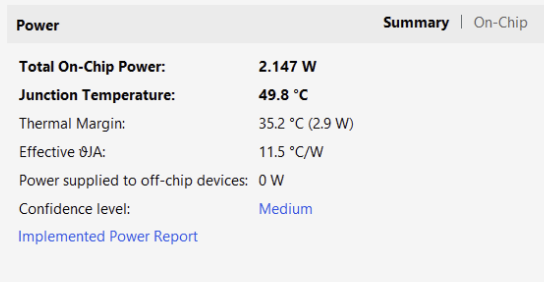 Power Summary | On-Chip
Total On-Chip Power: 2.147 W
Junction Temperature: 49.8 °C
Thermal Margin: 35.2 °C (2.9 W)
Effective ϑJA: 11.5 °C/W
Power supplied to off-chip devices: 0 W
Confidence level: Medium
Implemented Power Report